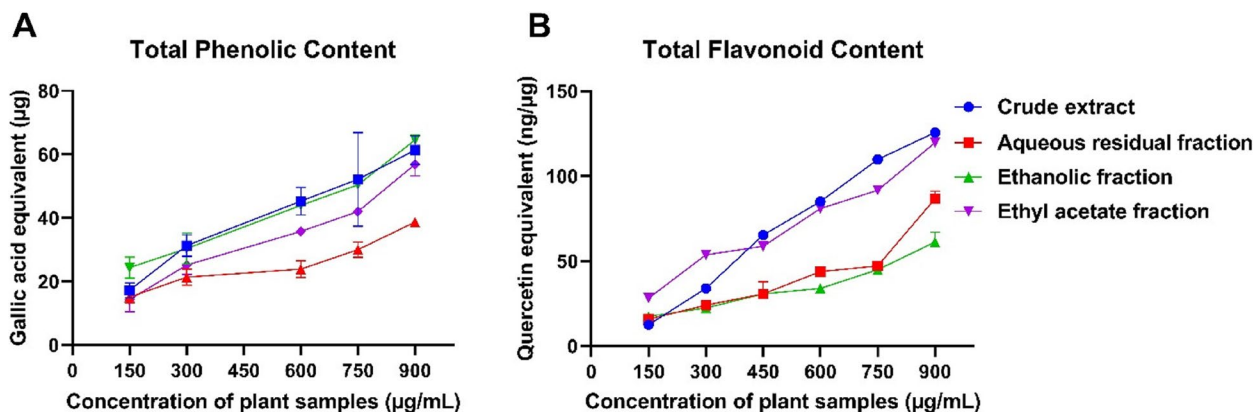 A
Total Phenolic Content
Gallic acid equivalent (µg)
80
60
40
20
0
0 150 300 450 600 750 900
Concentration of plant samples (µg/mL)
B
Total Flavonoid Content
Quercetin equivalent (ng/µg)
150
100
50
0
0 150 300 450 600 750 900
Concentration of plant samples (µg/mL)
Crude extract
Aqueous residual fraction
Ethanolic fraction
Ethyl acetate fraction